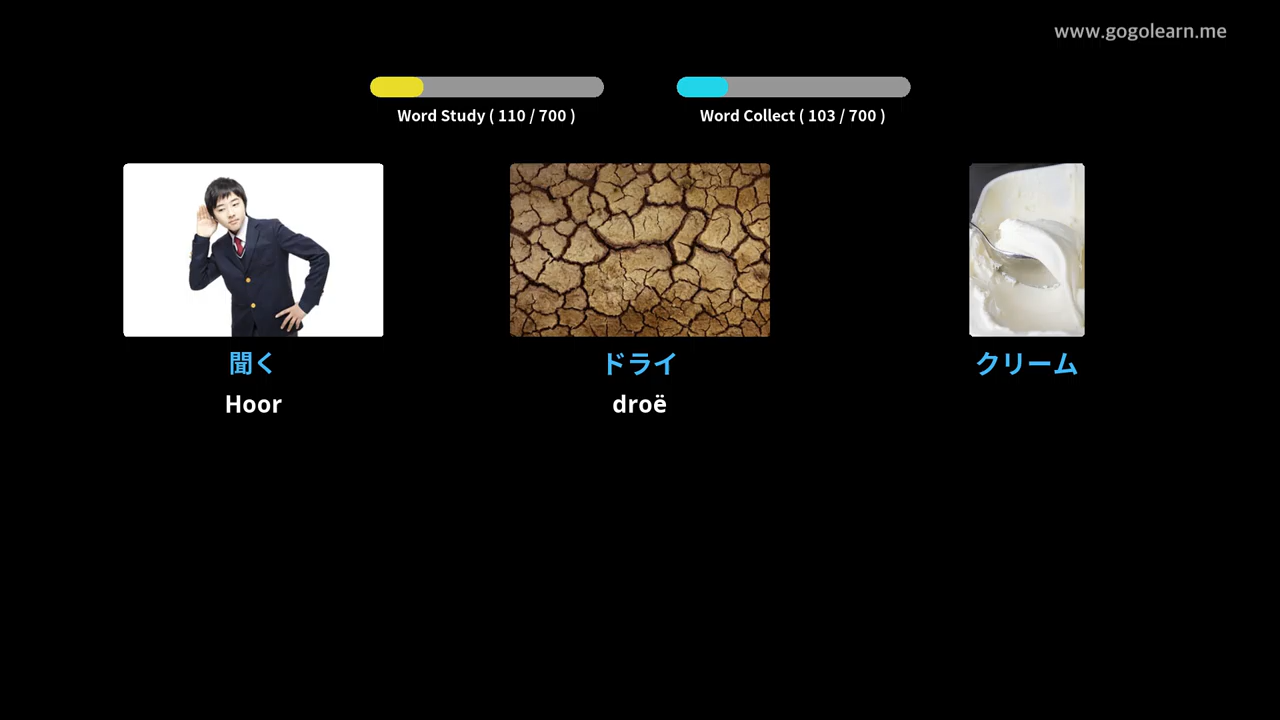 www.gogolearn.me
Word Study ( 110 / 700 )
Word Collect ( 103 / 700 )
聞く
ドライ
クリーム
Hoor
droë